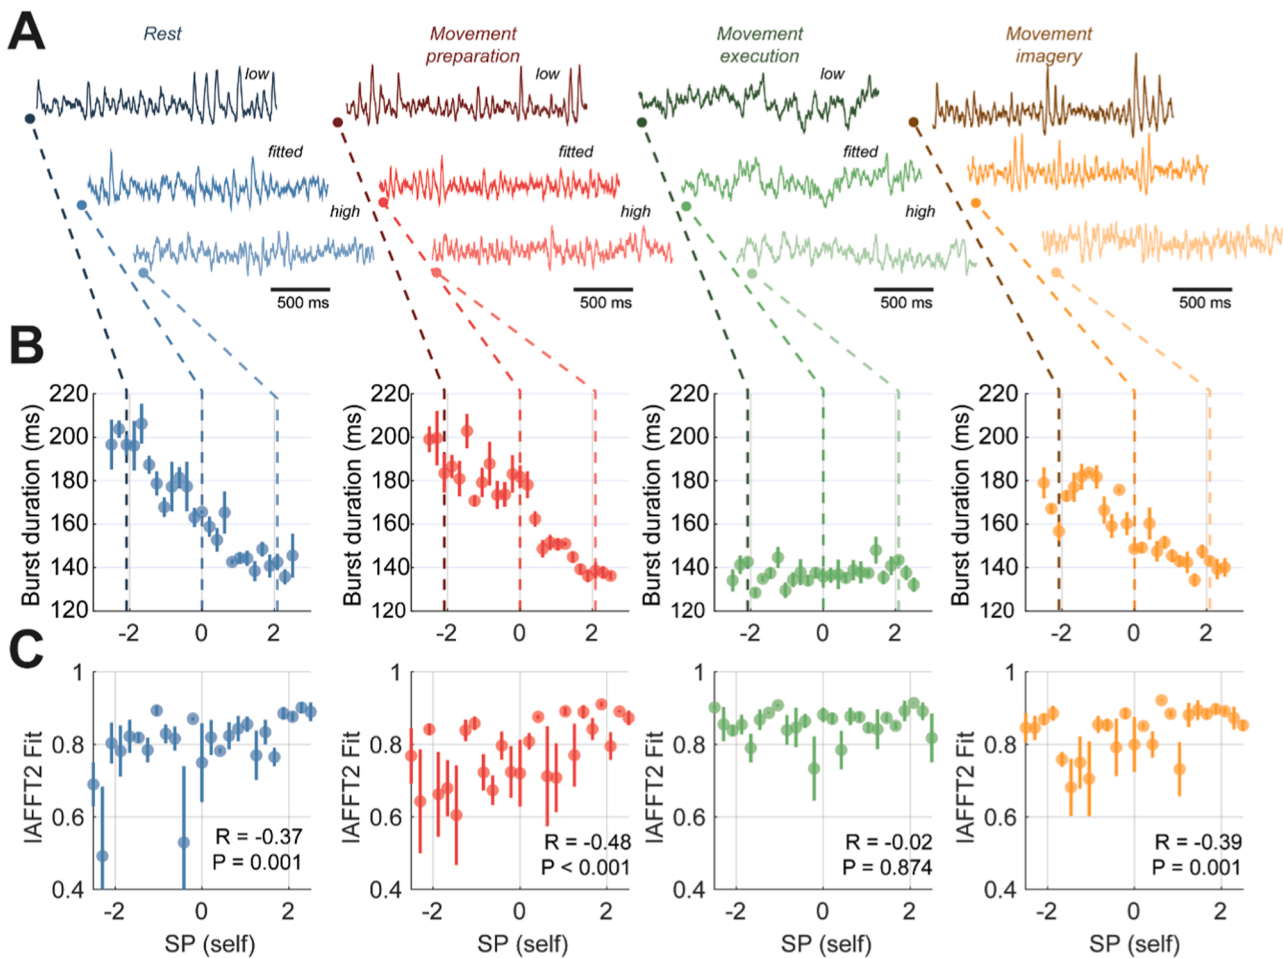 A
Rest
Movement
preparation
Movement
execution
Movement
imagery
low
low
low
fitted
fitted
fitted
high
high
high
500 ms
500 ms
500 ms
500 ms
B
Burst duration (ms)
220
200
180
160
140
120
-2
0
2
Burst duration (ms)
220
200
180
160
140
120
-2
0
2
Burst duration (ms)
220
200
180
160
140
120
-2
0
2
Burst duration (ms)
220
200
180
160
140
120
-2
0
2
C
IAFFT2 Fit
1
0.8
0.6
0.4
R = -0.37
P = 0.001
-2
0
2
SP (self)
IAFFT2 Fit
1
0.8
0.6
0.4
R = -0.48
P < 0.001
-2
0
2
SP (self)
IAFFT2 Fit
1
0.8
0.6
0.4
R = -0.02
P = 0.874
-2
0
2
SP (self)
IAFFT2 Fit
1
0.8
0.6
0.4
R = -0.39
P = 0.001
-2
0
2
SP (self)